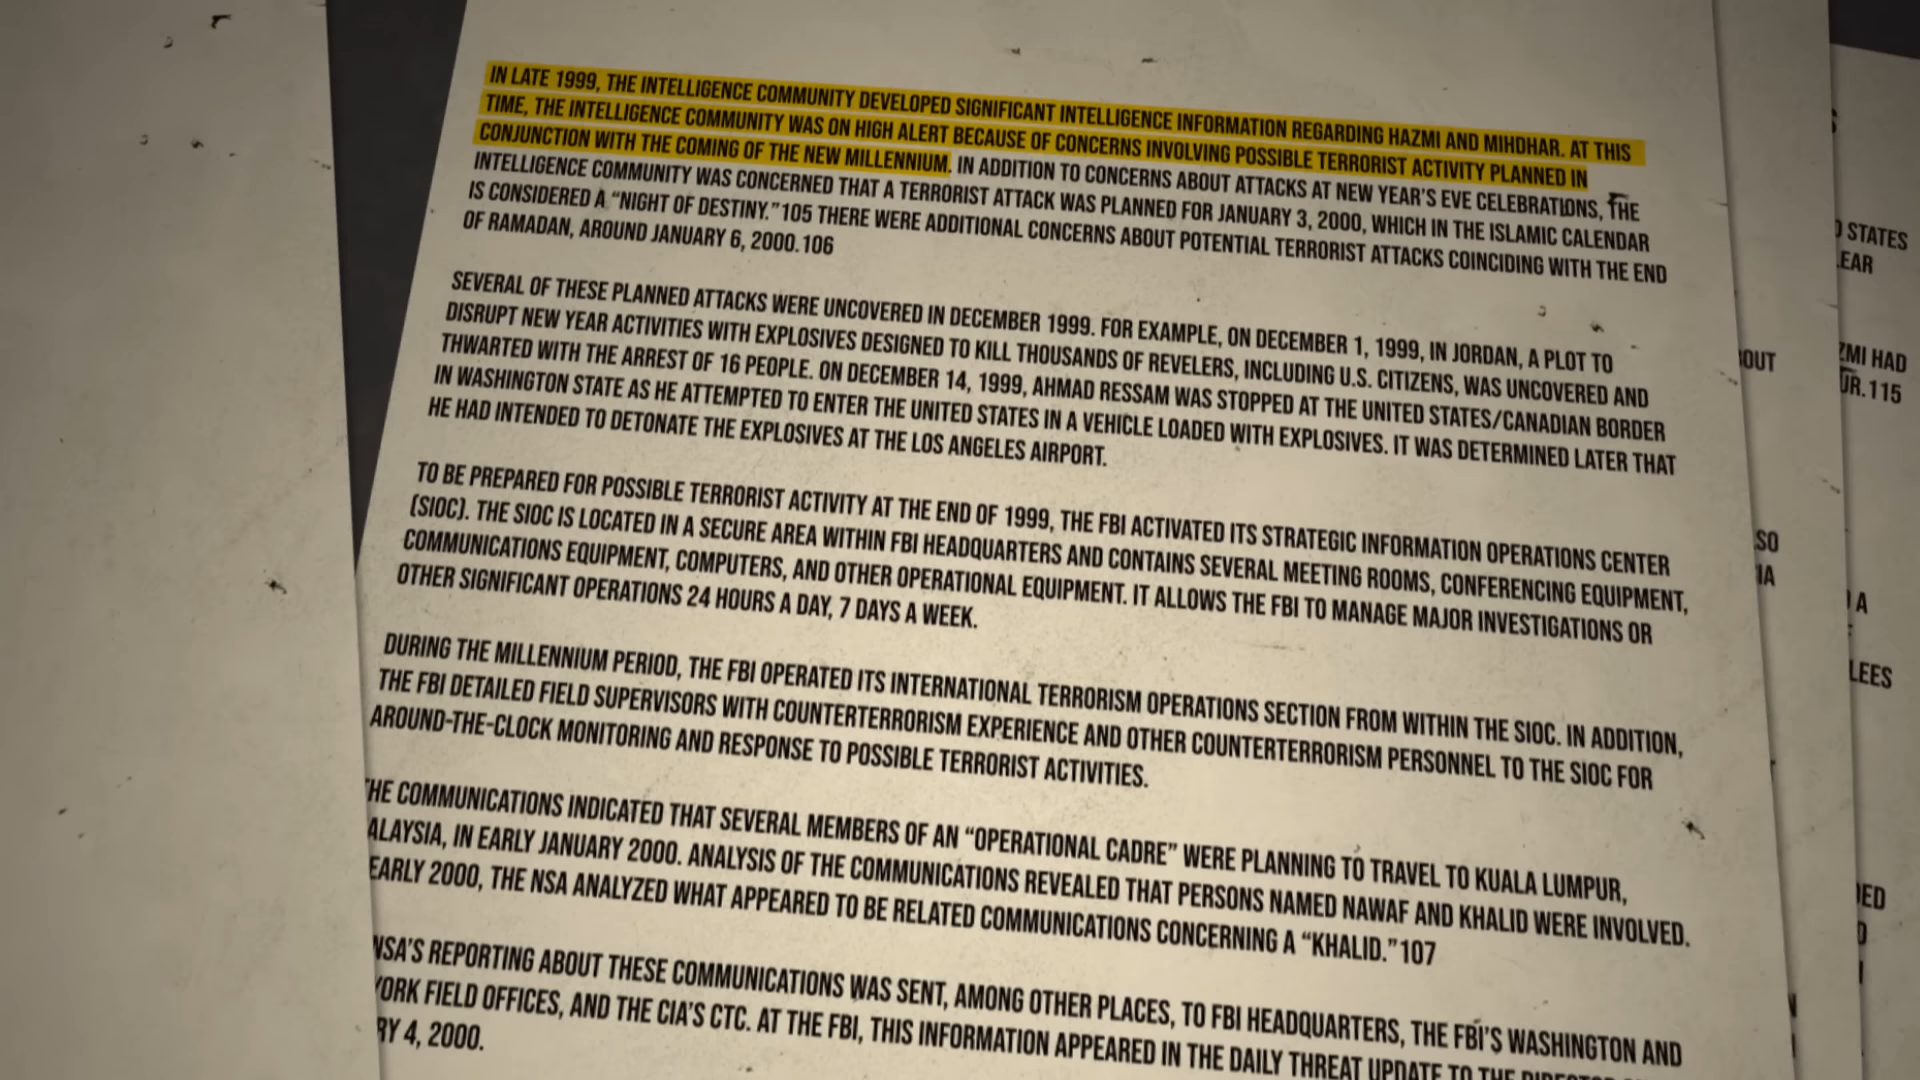 IN LATE 1999, THE INTELLIGENCE COMMUNITY DEVELOPED SIGNIFICANT INTELLIGENCE INFORMATION REGARDING HAZMI AND MIHDHAR. AT THIS
TIME, THE INTELLIGENCE COMMUNITY WAS ON HIGH ALERT BECAUSE OF CONCERNS INVOLVING POSSIBLE TERRORIST ACTIVITY PLANNED IN
CONJUNCTION WITH THE COMING OF THE NEW MILLENNIUM. IN ADDITION TO CONCERNS ABOUT ATTACKS AT NEW YEAR'S EVE CELEBRATIONS, THE
INTELLIGENCE COMMUNITY WAS CONCERNED THAT A TERRORIST ATTACK WAS PLANNED FOR JANUARY 3, 2000, WHICH IN THE ISLAMIC CALENDAR
IS CONSIDERED A “NIGHT OF DESTINY.”105 THERE WERE ADDITIONAL CONCERNS ABOUT POTENTIAL TERRORIST ATTACKS COINCIDING WITH THE END
OF RAMADAN, AROUND JANUARY 6, 2000.106
SEVERAL OF THESE PLANNED ATTACKS WERE UNCOVERED IN DECEMBER 1999. FOR EXAMPLE, ON DECEMBER 1, 1999, IN JORDAN, A PLOT TO
DISRUPT NEW YEAR ACTIVITIES WITH EXPLOSIVES DESIGNED TO KILL THOUSANDS OF REVELERS, INCLUDING U.S. CITIZENS, WAS UNCOVERED AND
THWARTED WITH THE ARREST OF 16 PEOPLE. ON DECEMBER 14, 1999, AHMAD RESSAM WAS STOPPED AT THE UNITED STATES/CANADIAN BORDER
IN WASHINGTON STATE AS HE ATTEMPTED TO ENTER THE UNITED STATES IN A VEHICLE LOADED WITH EXPLOSIVES. IT WAS DETERMINED LATER THAT
HE HAD INTENDED TO DETONATE THE EXPLOSIVES AT THE LOS ANGELES AIRPORT.
TO BE PREPARED FOR POSSIBLE TERRORIST ACTIVITY AT THE END OF 1999, THE FBI ACTIVATED ITS STRATEGIC INFORMATION OPERATIONS CENTER
(SIOC). THE SIOC IS LOCATED IN A SECURE AREA WITHIN FBI HEADQUARTERS AND CONTAINS SEVERAL MEETING ROOMS, CONFERENCING EQUIPMENT,
COMMUNICATIONS EQUIPMENT, COMPUTERS, AND OTHER OPERATIONAL EQUIPMENT. IT ALLOWS THE FBI TO MANAGE MAJOR INVESTIGATIONS OR
OTHER SIGNIFICANT OPERATIONS 24 HOURS A DAY, 7 DAYS A WEEK.
DURING THE MILLENNIUM PERIOD, THE FBI OPERATED ITS INTERNATIONAL TERRORISM OPERATIONS SECTION FROM WITHIN THE SIOC. IN ADDITION,
THE FBI DETAILED FIELD SUPERVISORS WITH COUNTERTERRORISM EXPERIENCE AND OTHER COUNTERTERRORISM PERSONNEL TO THE SIOC FOR
AROUND-THE-CLOCK MONITORING AND RESPONSE TO POSSIBLE TERRORIST ACTIVITIES.
THE COMMUNICATIONS INDICATED THAT SEVERAL MEMBERS OF AN “OPERATIONAL CADRE” WERE PLANNING TO TRAVEL TO KUALA LUMPUR,
ALAYSIA, IN EARLY JANUARY 2000. ANALYSIS OF THE COMMUNICATIONS REVEALED THAT PERSONS NAMED NAWAF AND KHALID WERE INVOLVED.
EARLY 2000, THE NSA ANALYZED WHAT APPEARED TO BE RELATED COMMUNICATIONS CONCERNING A “KHALID.”107
NSA'S REPORTING ABOUT THESE COMMUNICATIONS WAS SENT, AMONG OTHER PLACES, TO FBI HEADQUARTERS, THE FBI'S WASHINGTON AND
YORK FIELD OFFICES, AND THE CIA'S CTC. AT THE FBI, THIS INFORMATION APPEARED IN THE DAILY THREAT UPDATE TO THE
RY 4, 2000.
STATES
LEAR
OUT
ZMI HAD
UR.115
SO
IA
A
LEES
ED